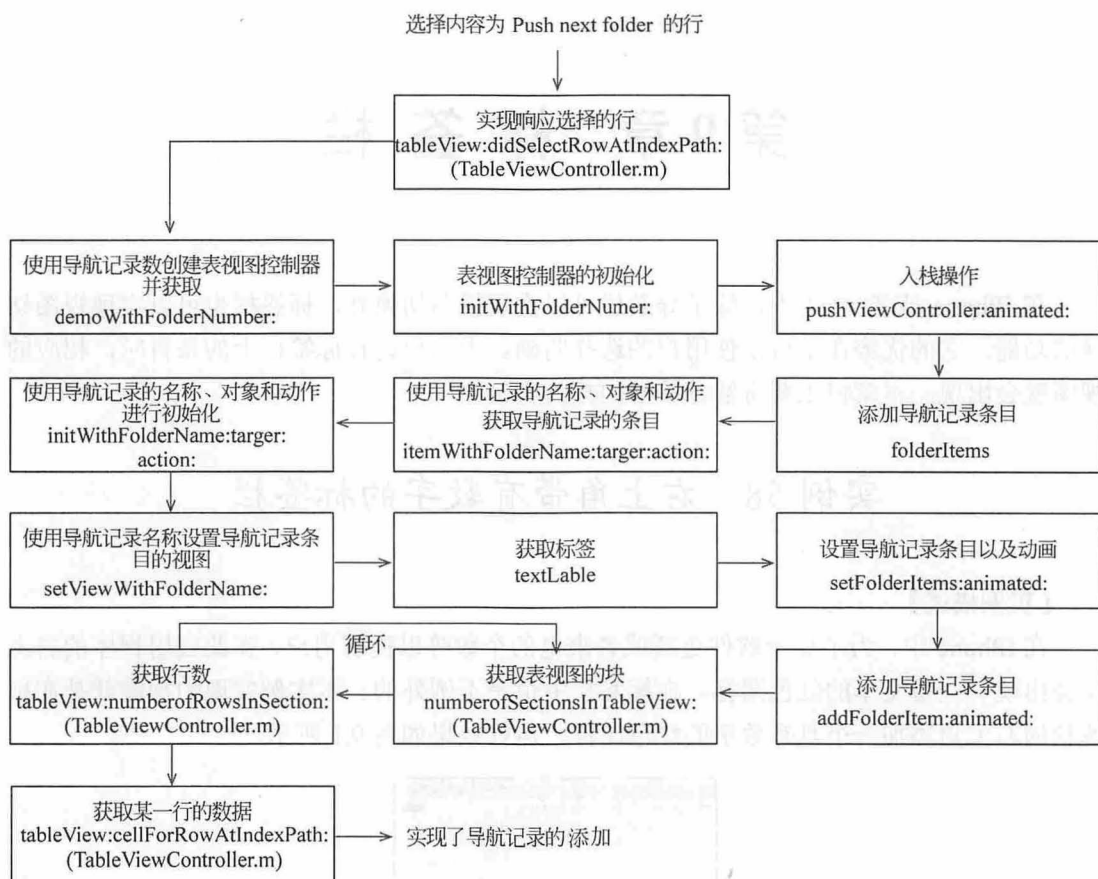 选择内容为 Push next folder 的行
实现响应选择的行
tableView:didSelectRowAtIndexPath:
(TableViewController.m)
使用导航记录数创建表视图控制器
并获取
demoWithFolderNumber:
表视图控制器的初始化
initWithFolderNumer:
入栈操作
pushViewController:animated:
使用导航记录的名称、对象和动作
进行初始化
initWithFolderName:targer:
action:
使用导航记录的名称、对象和动作
获取导航记录的条目
itemWithFolderName:targer:action:
添加导航记录条目
folderItems
使用导航记录名称设置导航记录条
目的视图
setViewWithFolderName:
获取标签
textLable
设置导航记录条目以及动画
setFolderItems:animated:
循环
获取行数
tableView:numberofRowsInSection:
(TableViewController.m)
获取表视图的块
numberofSectionsInTableView:
(TableViewController.m)
添加导航记录条目
addFolderItem:animated:
获取某一行的数据
tableView:cellForRowAtIndexPath:
(TableViewController.m)
实现了导航记录的添加